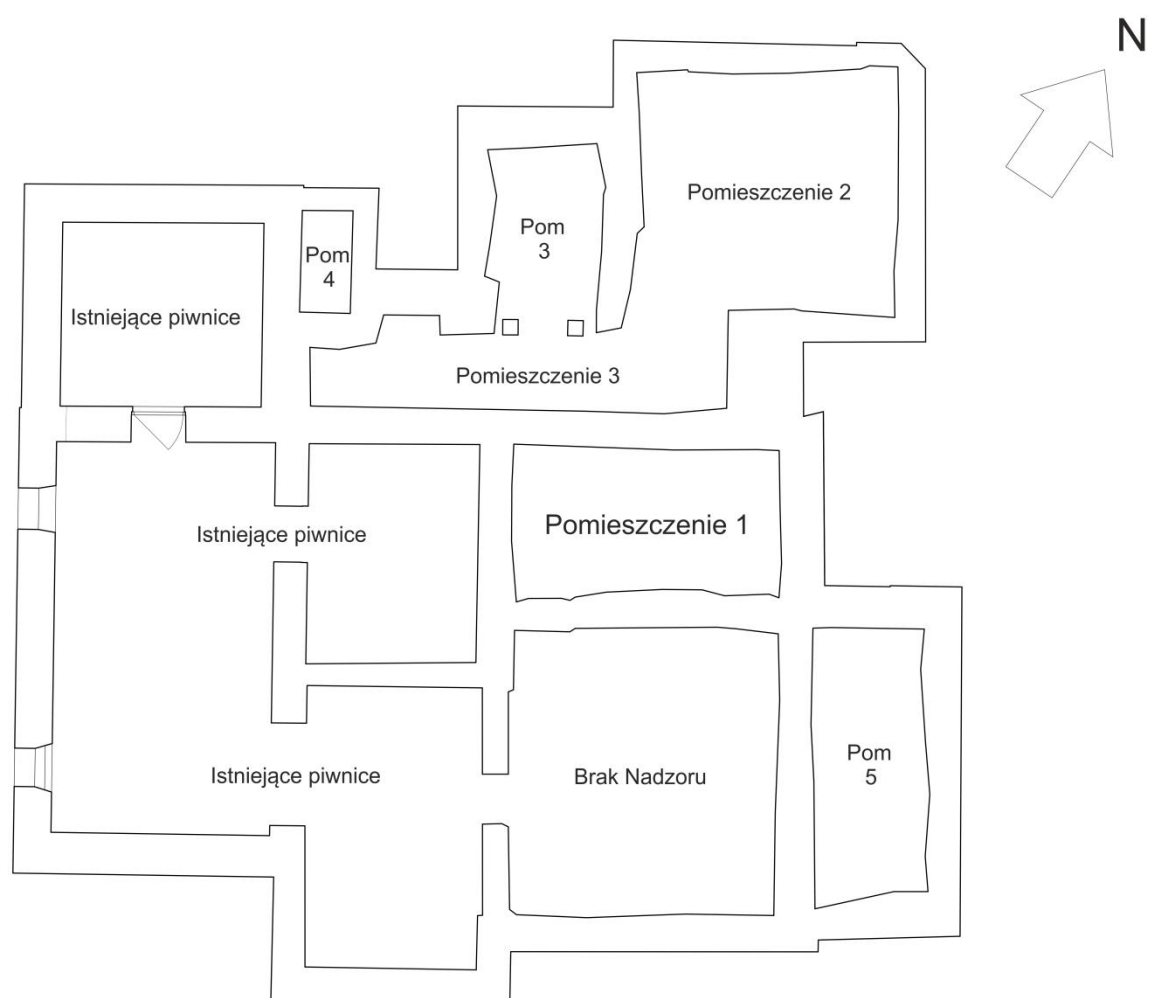 N
Pomieszczenie 2
Pom
3
Pom
4
Istniejące piwnice
Pomieszczenie 3
Istniejące piwnice
Pomieszczenie 1
Istniejące piwnice
Brak Nadzoru
Pom
5